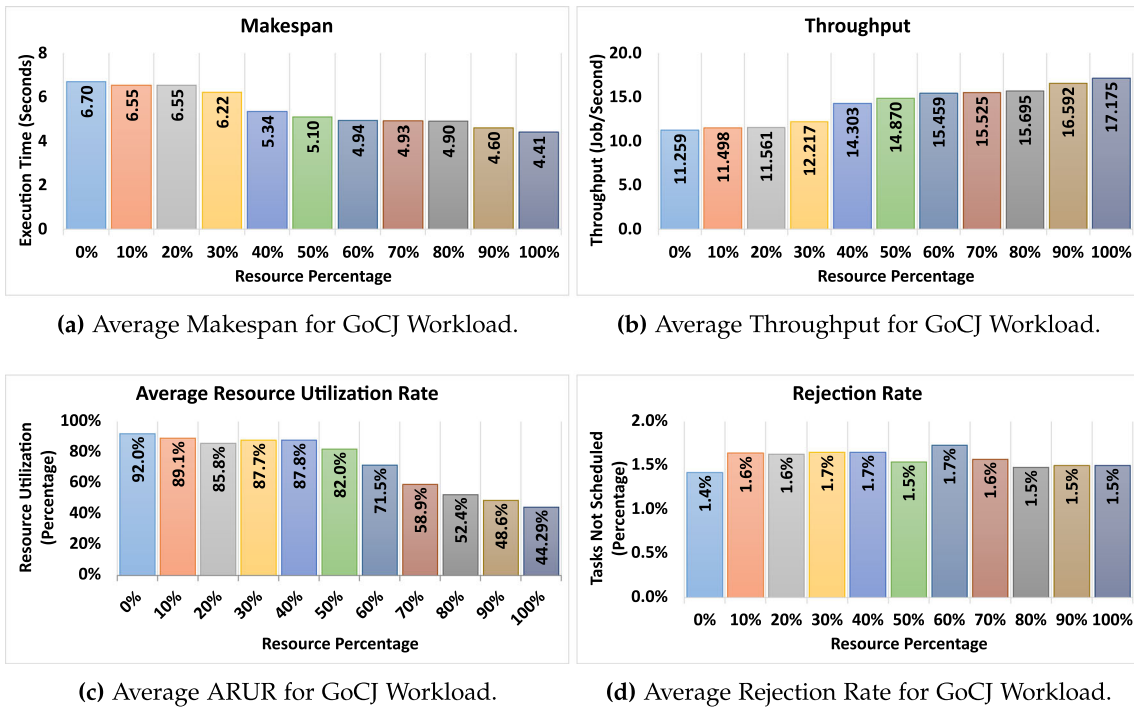 Makespan
Execution Time (Seconds)
8
6
4
2
0
6.70
6.55
6.55
6.22
5.34
5.10
4.94
4.93
4.90
4.60
4.41
0% 10% 20% 30% 40% 50% 60% 70% 80% 90% 100%
Resource Percentage
(a) Average Makespan for GoCJ Workload.
Throughput
Throughput (Job/Second)
20.0
15.0
10.0
5.0
0.0
11.259
11.498
11.561
12.217
14.303
14.870
15.459
15.525
15.695
16.592
17.175
0% 10% 20% 30% 40% 50% 60% 70% 80% 90% 100%
Resource Percentage
(b) Average Throughput for GoCJ Workload.
Average Resource Utilization Rate
Resource Utilization
(Percentage)
100%
80%
60%
40%
20%
0%
92.0%
89.1%
85.8%
87.7%
87.8%
82.0%
71.5%
58.9%
52.4%
48.6%
44.29%
0% 10% 20% 30% 40% 50% 60% 70% 80% 90% 100%
Resource Percentage
(c) Average ARUR for GoCJ Workload.
Rejection Rate
Tasks Not Scheduled
(Percentage)
2.0%
1.5%
1.0%
0.5%
0.0%
1.4%
1.6%
1.6%
1.7%
1.7%
1.5%
1.7%
1.6%
1.5%
1.5%
1.5%
0% 10% 20% 30% 40% 50% 60% 70% 80% 90% 100%
Resource Percentage
(d) Average Rejection Rate for GoCJ Workload.